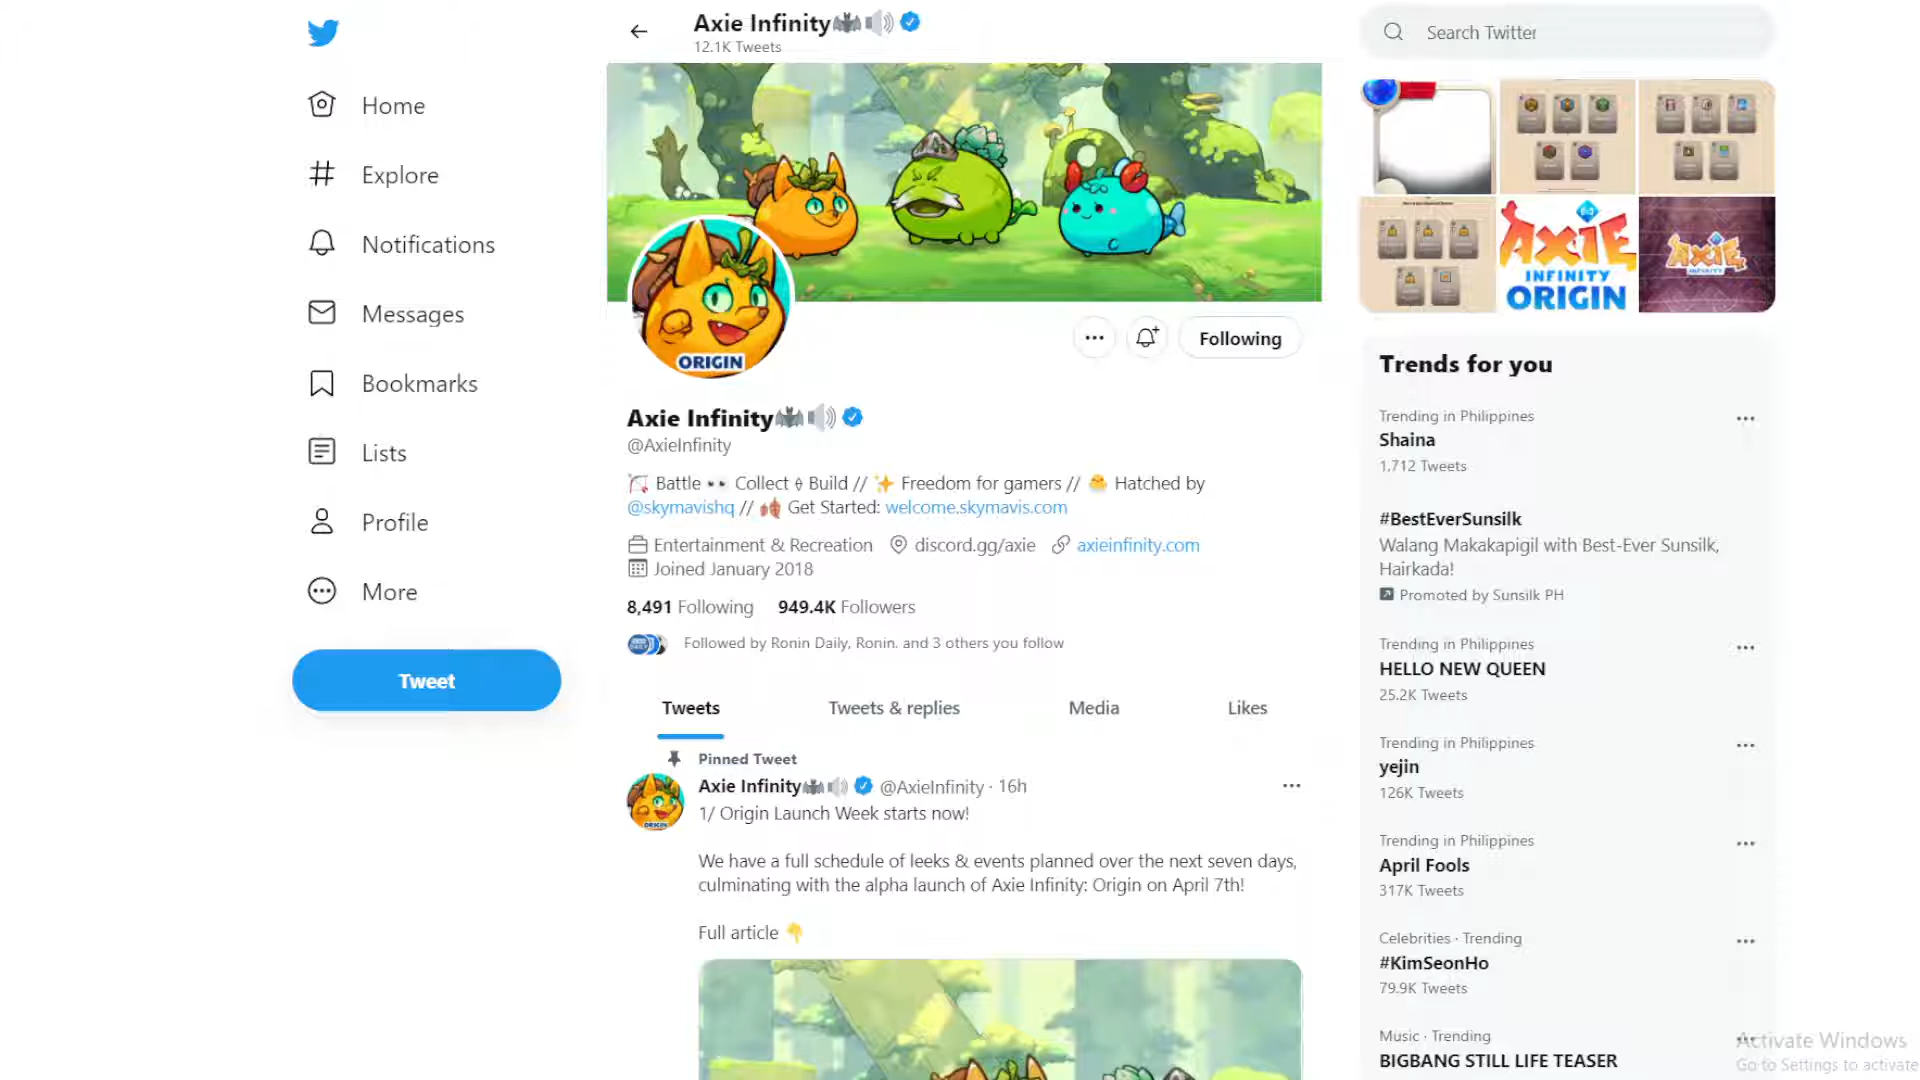 Home
Explore
Notifications
Messages
Bookmarks
Lists
Profile
More
Tweet
Axie Infinity
12.1K Tweets
ORIGIN
Following
Axie Infinity
@AxieInfinity
Battle 👀 Collect Build // ✨ Freedom for gamers // 🐣 Hatched by
@skymavishq // Get Started: welcome.skymavis.com
Entertainment & Recreation discord.gg/axie axieinfinity.com
Joined January 2018
8,491 Following 949.4K Followers
Followed by Ronin Daily, Ronin. and 3 others you follow
Tweets Tweets & replies Media Likes
Pinned Tweet
Axie Infinity @AxieInfinity · 16h
1/ Origin Launch Week starts now!
We have a full schedule of leeks & events planned over the next seven days,
culminating with the alpha launch of Axie Infinity: Origin on April 7th!
Full article 👇
ORIGIN
Search Twitter
AXIE
INFINITY
ORIGIN
AXIE
INFINITY
Trends for you
Trending in Philippines
Shaina
1,712 Tweets
#BestEverSunsilk
Walang Makakapigil with Best-Ever Sunsilk,
Hairkada!
Promoted by Sunsilk PH
Trending in Philippines
HELLO NEW QUEEN
25.2K Tweets
Trending in Philippines
yejin
126K Tweets
Trending in Philippines
April Fools
317K Tweets
Celebrities · Trending
#KimSeonHo
79.9K Tweets
Music · Trending
BIGBANG STILL LIFE TEASER
Activate Windows
Go to Settings to activate